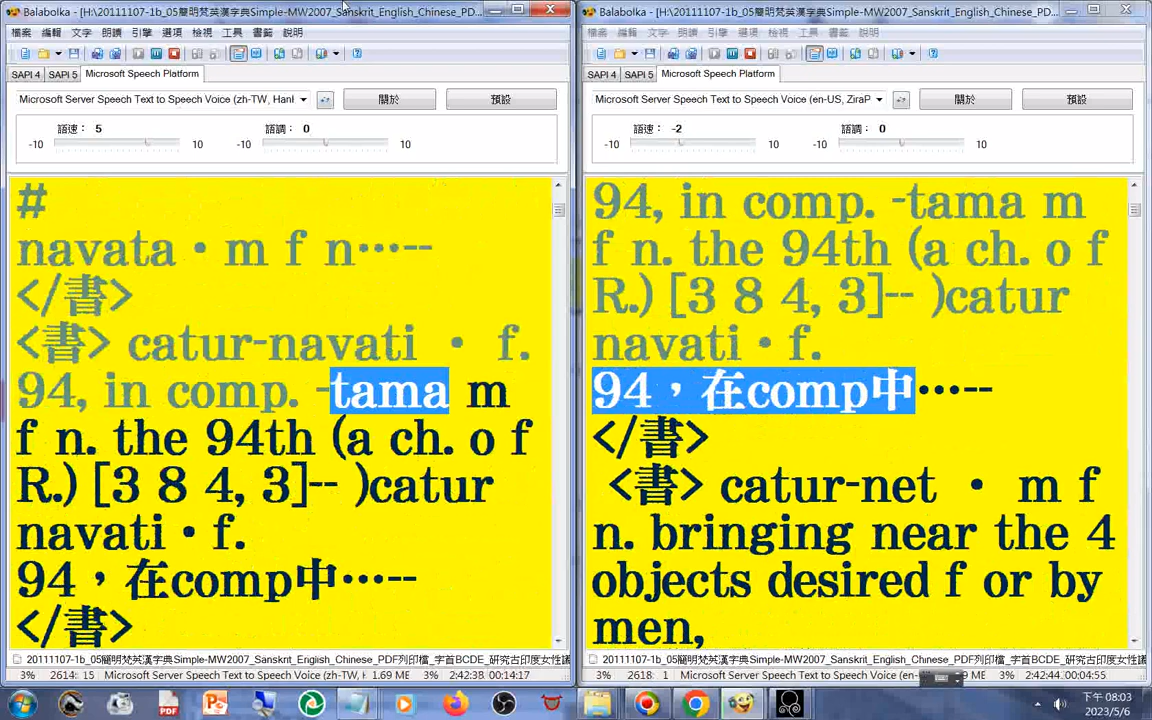 Balabolka - [H:\20111107-1b_05簡明梵英漢字典Simple-MW2007_Sanskrit_English_Chinese_PD...
檔案 編輯 文字 朗讀 引擎 選項 檢視 工具 書籤 說明
SAPI 4 SAPI 5 Microsoft Speech Platform
Microsoft Server Speech Text to Speech Voice (zh-TW, Hanl
關於 預設
語速： 5 語調： 0
-10 10 -10 10
#
navata • m f n…--
</書>
<書> catur-navati • f.
94, in comp. -tama m
f n. the 94th (a ch. o f
R.) [3 8 4, 3]-- )catur
navati • f.
94，在comp中…--
</書>
20111107-1b_05簡明梵英漢字典Simple-MW2007_Sanskrit_English_Chinese_PDF列印檔_字首BCDE_研究古印度女性議
3% 2614: 15 Microsoft Server Speech Text to Speech Voice (zh-TW, H 1.69 ME 3% 2:42:38 00:14:17
Balabolka - [H:\20111107-1b_05簡明梵英漢字典Simple-MW2007_Sanskrit_English_Chinese_PD...
檔案 編輯 文字 朗讀 引擎 選項 檢視 工具 書籤 說明
SAPI 4 SAPI 5 Microsoft Speech Platform
Microsoft Server Speech Text to Speech Voice (en-US, ZiraP
關於 預設
語速： -2 語調： 0
-10 10 -10 10
94, in comp. -tama m
f n. the 94th (a ch. o f
R.) [3 8 4, 3]-- )catur
navati • f.
94，在comp中…--
</書>
<書> catur-net • m f
n. bringing near the 4
objects desired f or by
men,
20111107-1b_05簡明梵英漢字典Simple-MW2007_Sanskrit_English_Chinese_PDF列印檔_字首BCDE_研究古印度女性議
3% 2618: 1 Microsoft Server Speech Text to Speech Voice (en-US, Z 9 ME 3% 2:42:44 00:04:55
PDF
下午 08:03
2023/5/6